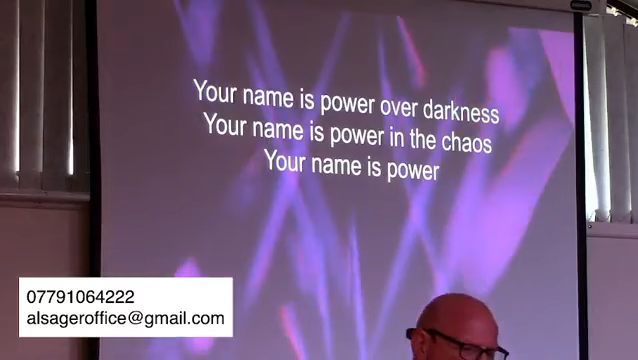 Your name is power over darkness
Your name is power in the chaos
Your name is power
07791064222
alsageroffice@gmail.com